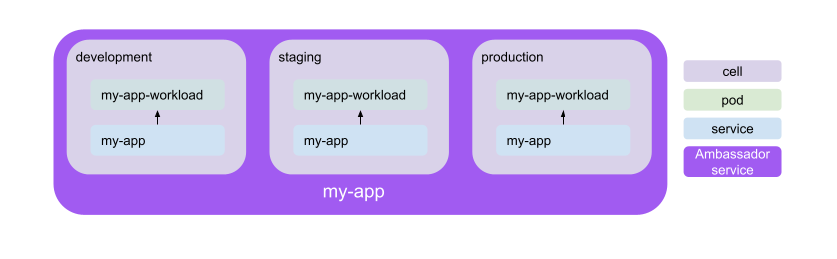 development
my-app-workload
my-app
staging
my-app-workload
my-app
production
my-app-workload
my-app
my-app
cell
pod
service
Ambassador
service